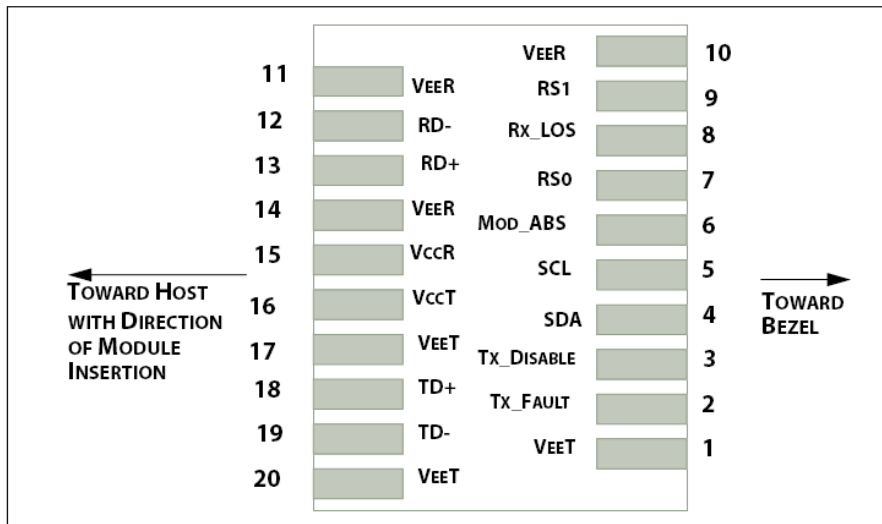 11 VEER
12 RD-
13 RD+
14 VEER
15 VCCR
16 VCCT
17 VEET
18 TD+
19 TD-
20 VEET
VEER 10
RS1 9
RX_LOS 8
RS0 7
MOD_ABS 6
SCL 5
SDA 4
TX_DISABLE 3
TX_FAULT 2
VEET 1
TOWARD HOST
WITH DIRECTION
OF MODULE
INSERTION
TOWARD
BEZEL